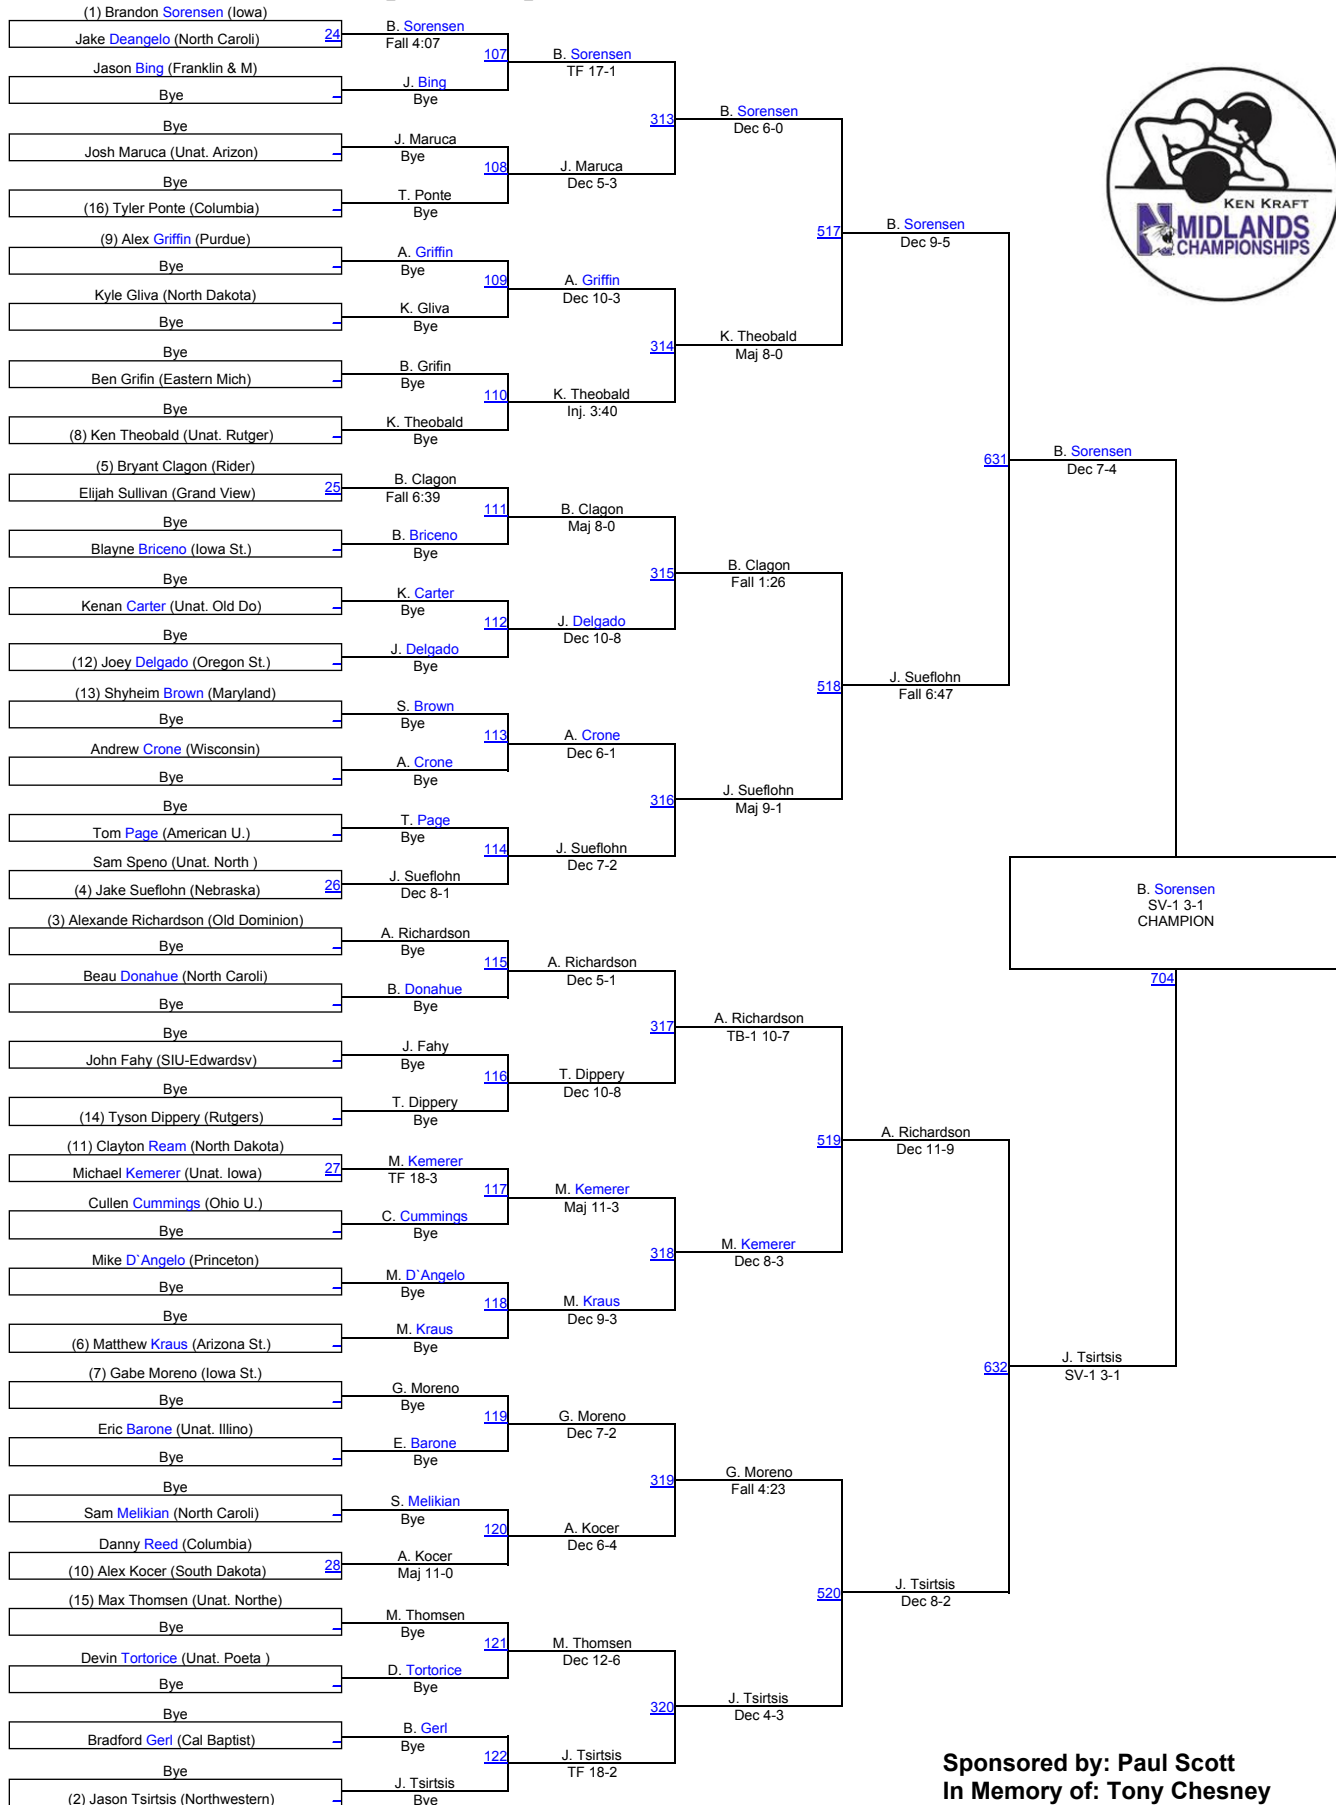 (1) Brandon Sorensen (Iowa)
Jake Deangelo (North Caroli)
24
Jason Bing (Franklin & M)
Bye
Bye
Josh Maruca (Unat. Arizon)
Bye
(16) Tyler Ponte (Columbia)
(9) Alex Griffin (Purdue)
Bye
Kyle Gliva (North Dakota)
Bye
Bye
Ben Grifin (Eastern Mich)
Bye
(8) Ken Theobald (Unat. Rutger)
(5) Bryant Clagon (Rider)
Elijah Sullivan (Grand View)
25
Bye
Blayne Briceno (Iowa St.)
Bye
Kenan Carter (Unat. Old Do)
Bye
(12) Joey Delgado (Oregon St.)
(13) Shyheim Brown (Maryland)
Bye
Andrew Crone (Wisconsin)
Bye
Bye
Tom Page (American U.)
Sam Speno (Unat. North )
(4) Jake Sueflohn (Nebraska)
26
(3) Alexande Richardson (Old Dominion)
Bye
Beau Donahue (North Caroli)
Bye
Bye
John Fahy (SIU-Edwardsv)
Bye
(14) Tyson Dippery (Rutgers)
(11) Clayton Ream (North Dakota)
Michael Kemerer (Unat. Iowa)
27
Cullen Cummings (Ohio U.)
Bye
Mike D`Angelo (Princeton)
Bye
Bye
(6) Matthew Kraus (Arizona St.)
(7) Gabe Moreno (Iowa St.)
Bye
Eric Barone (Unat. Illino)
Bye
Bye
Sam Melikian (North Caroli)
Danny Reed (Columbia)
(10) Alex Kocer (South Dakota)
28
(15) Max Thomsen (Unat. Northe)
Bye
Devin Tortorice (Unat. Poeta )
Bye
Bye
Bradford Gerl (Cal Baptist)
Bye
(2) Jason Tsirtsis (Northwestern)
B. Sorensen
Fall 4:07
107
J. Bing
Bye
J. Maruca
Bye
108
T. Ponte
Bye
A. Griffin
Bye
109
K. Gliva
Bye
B. Grifin
Bye
110
K. Theobald
Bye
B. Clagon
Fall 6:39
111
B. Briceno
Bye
K. Carter
Bye
112
J. Delgado
Bye
S. Brown
Bye
113
A. Crone
Bye
T. Page
Bye
114
J. Sueflohn
Dec 8-1
A. Richardson
Bye
115
B. Donahue
Bye
J. Fahy
Bye
116
T. Dippery
Bye
M. Kemerer
TF 18-3
117
C. Cummings
Bye
M. D`Angelo
Bye
118
M. Kraus
Bye
G. Moreno
Bye
119
E. Barone
Bye
S. Melikian
Bye
120
A. Kocer
Maj 11-0
M. Thomsen
Bye
121
D. Tortorice
Bye
B. Gerl
Bye
122
J. Tsirtsis
Bye
B. Sorensen
TF 17-1
313
J. Maruca
Dec 5-3
A. Griffin
Dec 10-3
314
K. Theobald
Inj. 3:40
B. Clagon
Maj 8-0
315
J. Delgado
Dec 10-8
A. Crone
Dec 6-1
316
J. Sueflohn
Dec 7-2
A. Richardson
Dec 5-1
317
T. Dippery
Dec 10-8
M. Kemerer
Maj 11-3
318
M. Kraus
Dec 9-3
G. Moreno
Dec 7-2
319
A. Kocer
Dec 6-4
M. Thomsen
Dec 12-6
320
J. Tsirtsis
TF 18-2
B. Sorensen
Dec 6-0
517
K. Theobald
Maj 8-0
B. Clagon
Fall 1:26
518
J. Sueflohn
Maj 9-1
A. Richardson
TB-1 10-7
519
M. Kemerer
Dec 8-3
G. Moreno
Fall 4:23
520
J. Tsirtsis
Dec 4-3
B. Sorensen
Dec 9-5
631
J. Sueflohn
Fall 6:47
A. Richardson
Dec 11-9
632
J. Tsirtsis
Dec 8-2
B. Sorensen
Dec 7-4
J. Tsirtsis
SV-1 3-1
B. Sorensen
SV-1 3-1
CHAMPION
704
KEN KRAFT
N MIDLANDS
CHAMPIONSHIPS
Sponsored by: Paul Scott
In Memory of: Tony Chesney